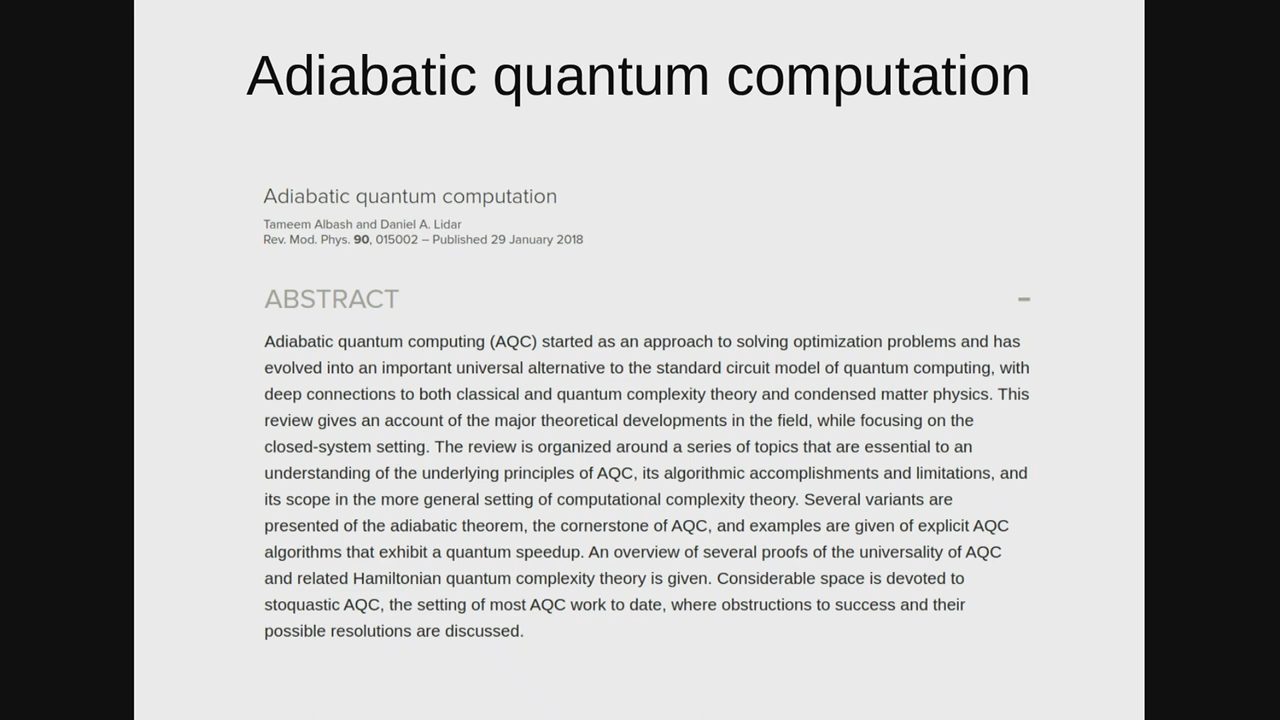 Adiabatic quantum computation
Adiabatic quantum computation
Tameem Albash and Daniel A. Lidar
Rev. Mod. Phys. 90, 015002 – Published 29 January 2018
ABSTRACT
Adiabatic quantum computing (AQC) started as an approach to solving optimization problems and has
evolved into an important universal alternative to the standard circuit model of quantum computing, with
deep connections to both classical and quantum complexity theory and condensed matter physics. This
review gives an account of the major theoretical developments in the field, while focusing on the
closed-system setting. The review is organized around a series of topics that are essential to an
understanding of the underlying principles of AQC, its algorithmic accomplishments and limitations, and
its scope in the more general setting of computational complexity theory. Several variants are
presented of the adiabatic theorem, the cornerstone of AQC, and examples are given of explicit AQC
algorithms that exhibit a quantum speedup. An overview of several proofs of the universality of AQC
and related Hamiltonian quantum complexity theory is given. Considerable space is devoted to
stoquastic AQC, the setting of most AQC work to date, where obstructions to success and their
possible resolutions are discussed.